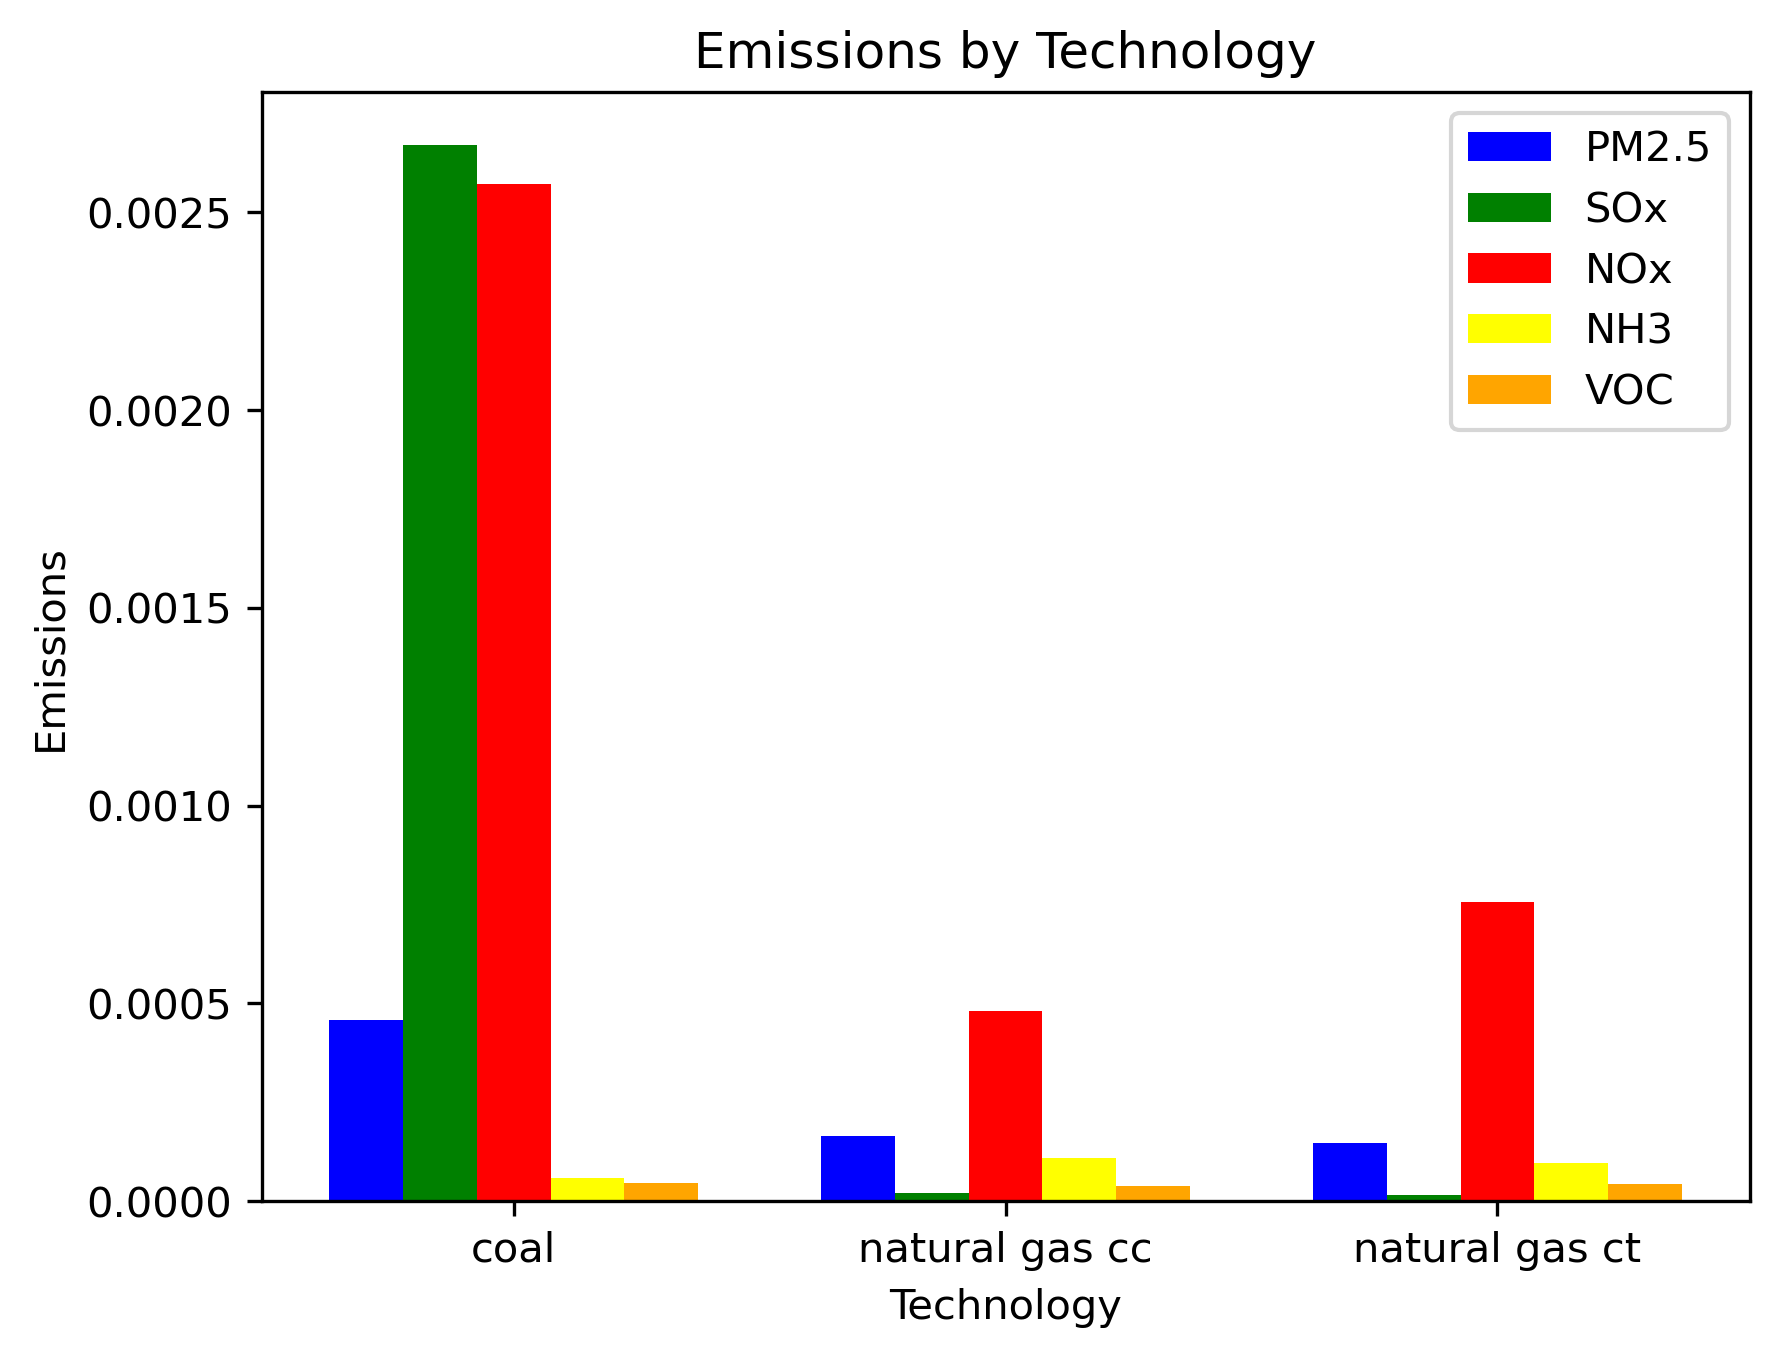 Emissions by Technology
PM2.5
SOx
NOx
NH3
VOC
Emissions
0.0025
0.0020
0.0015
0.0010
0.0005
0.0000
coal
natural gas cc
natural gas ct
Technology